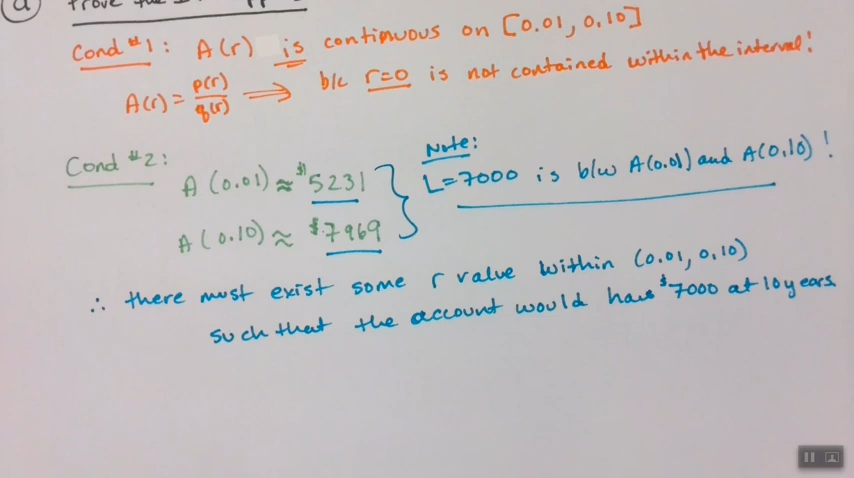 (a) Prove the
Cond #1: A(r) is continuous on [0.01, 0.10]
A(r) = p(r)/q(r) ⟹ b/c r=0 is not contained within the interval!
Cond #2:
A(0.01) ≈ $5231
A(0.10) ≈ $7969
Note:
L=7000 is b/w A(0.01) and A(0.10)!
∴ there must exist some r value within (0.01, 0.10)
such that the account would have $7000 at 10 years.